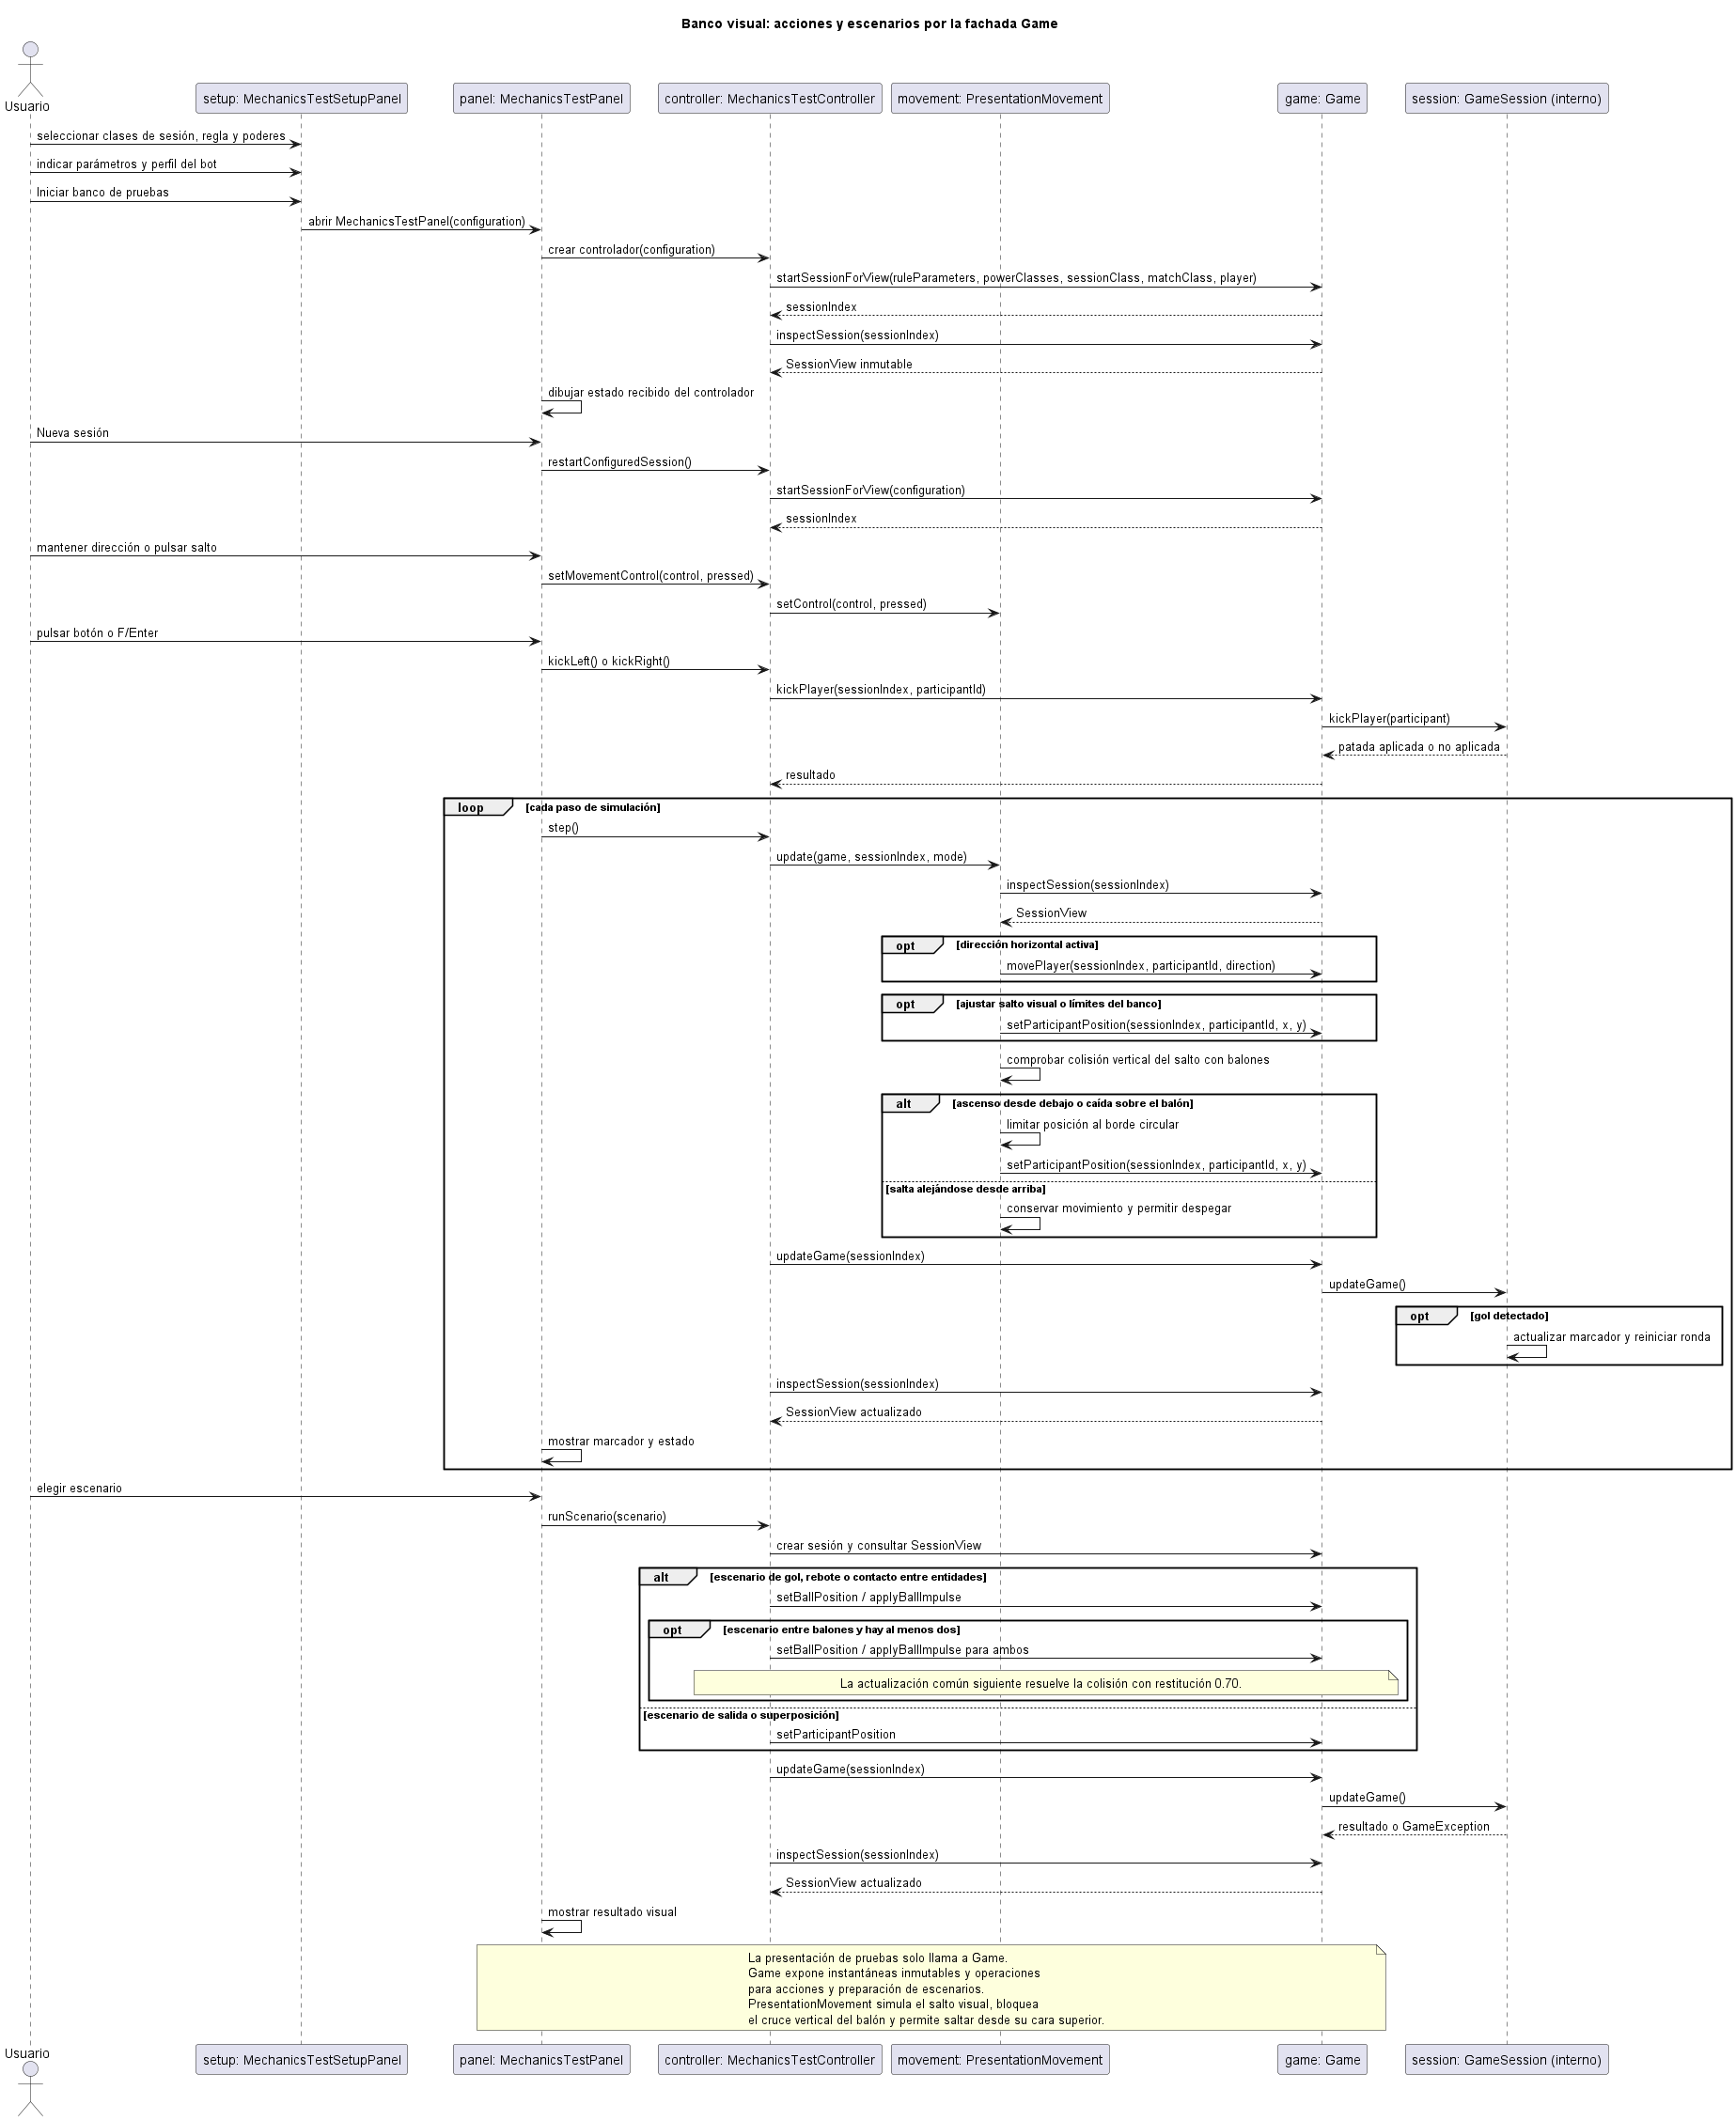 Banco visual: acciones y escenarios por la fachada Game
Usuario
setup: MechanicsTestSetupPanel
panel: MechanicsTestPanel
controller: MechanicsTestController
movement: PresentationMovement
game: Game
session: GameSession (interno)
seleccionar clases de sesión, regla y poderes
indicar parámetros y perfil del bot
Iniciar banco de pruebas
abrir MechanicsTestPanel(configuration)
crear controlador(configuration)
startSessionForView(ruleParameters, powerClasses, sessionClass, matchClass, player)
sessionIndex
inspectSession(sessionIndex)
SessionView inmutable
dibujar estado recibido del controlador
Nueva sesión
restartConfiguredSession()
startSessionForView(configuration)
sessionIndex
mantener dirección o pulsar salto
setMovementControl(control, pressed)
setControl(control, pressed)
pulsar botón o F/Enter
kickLeft() o kickRight()
kickPlayer(sessionIndex, participantId)
kickPlayer(participant)
patada aplicada o no aplicada
resultado
loop [cada paso de simulación]
step()
update(game, sessionIndex, mode)
inspectSession(sessionIndex)
SessionView
opt [dirección horizontal activa]
movePlayer(sessionIndex, participantId, direction)
opt [ajustar salto visual o límites del banco]
setParticipantPosition(sessionIndex, participantId, x, y)
comprobar colisión vertical del salto con balones
alt [ascenso desde debajo o caída sobre el balón]
limitar posición al borde circular
setParticipantPosition(sessionIndex, participantId, x, y)
[salta alejándose desde arriba]
conservar movimiento y permitir despegar
updateGame(sessionIndex)
updateGame()
opt [gol detectado]
actualizar marcador y reiniciar ronda
inspectSession(sessionIndex)
SessionView actualizado
mostrar marcador y estado
elegir escenario
runScenario(scenario)
crear sesión y consultar SessionView
alt [escenario de gol, rebote o contacto entre entidades]
setBallPosition / applyBallImpulse
opt [escenario entre balones y hay al menos dos]
setBallPosition / applyBallImpulse para ambos
La actualización común siguiente resuelve la colisión con restitución 0.70.
[escenario de salida o superposición]
setParticipantPosition
updateGame(sessionIndex)
updateGame()
resultado o GameException
inspectSession(sessionIndex)
SessionView actualizado
mostrar resultado visual
La presentación de pruebas solo llama a Game.
Game expone instantáneas inmutables y operaciones
para acciones y preparación de escenarios.
PresentationMovement simula el salto visual, bloquea
el cruce vertical del balón y permite saltar desde su cara superior.
Usuario
setup: MechanicsTestSetupPanel
panel: MechanicsTestPanel
controller: MechanicsTestController
movement: PresentationMovement
game: Game
session: GameSession (interno)